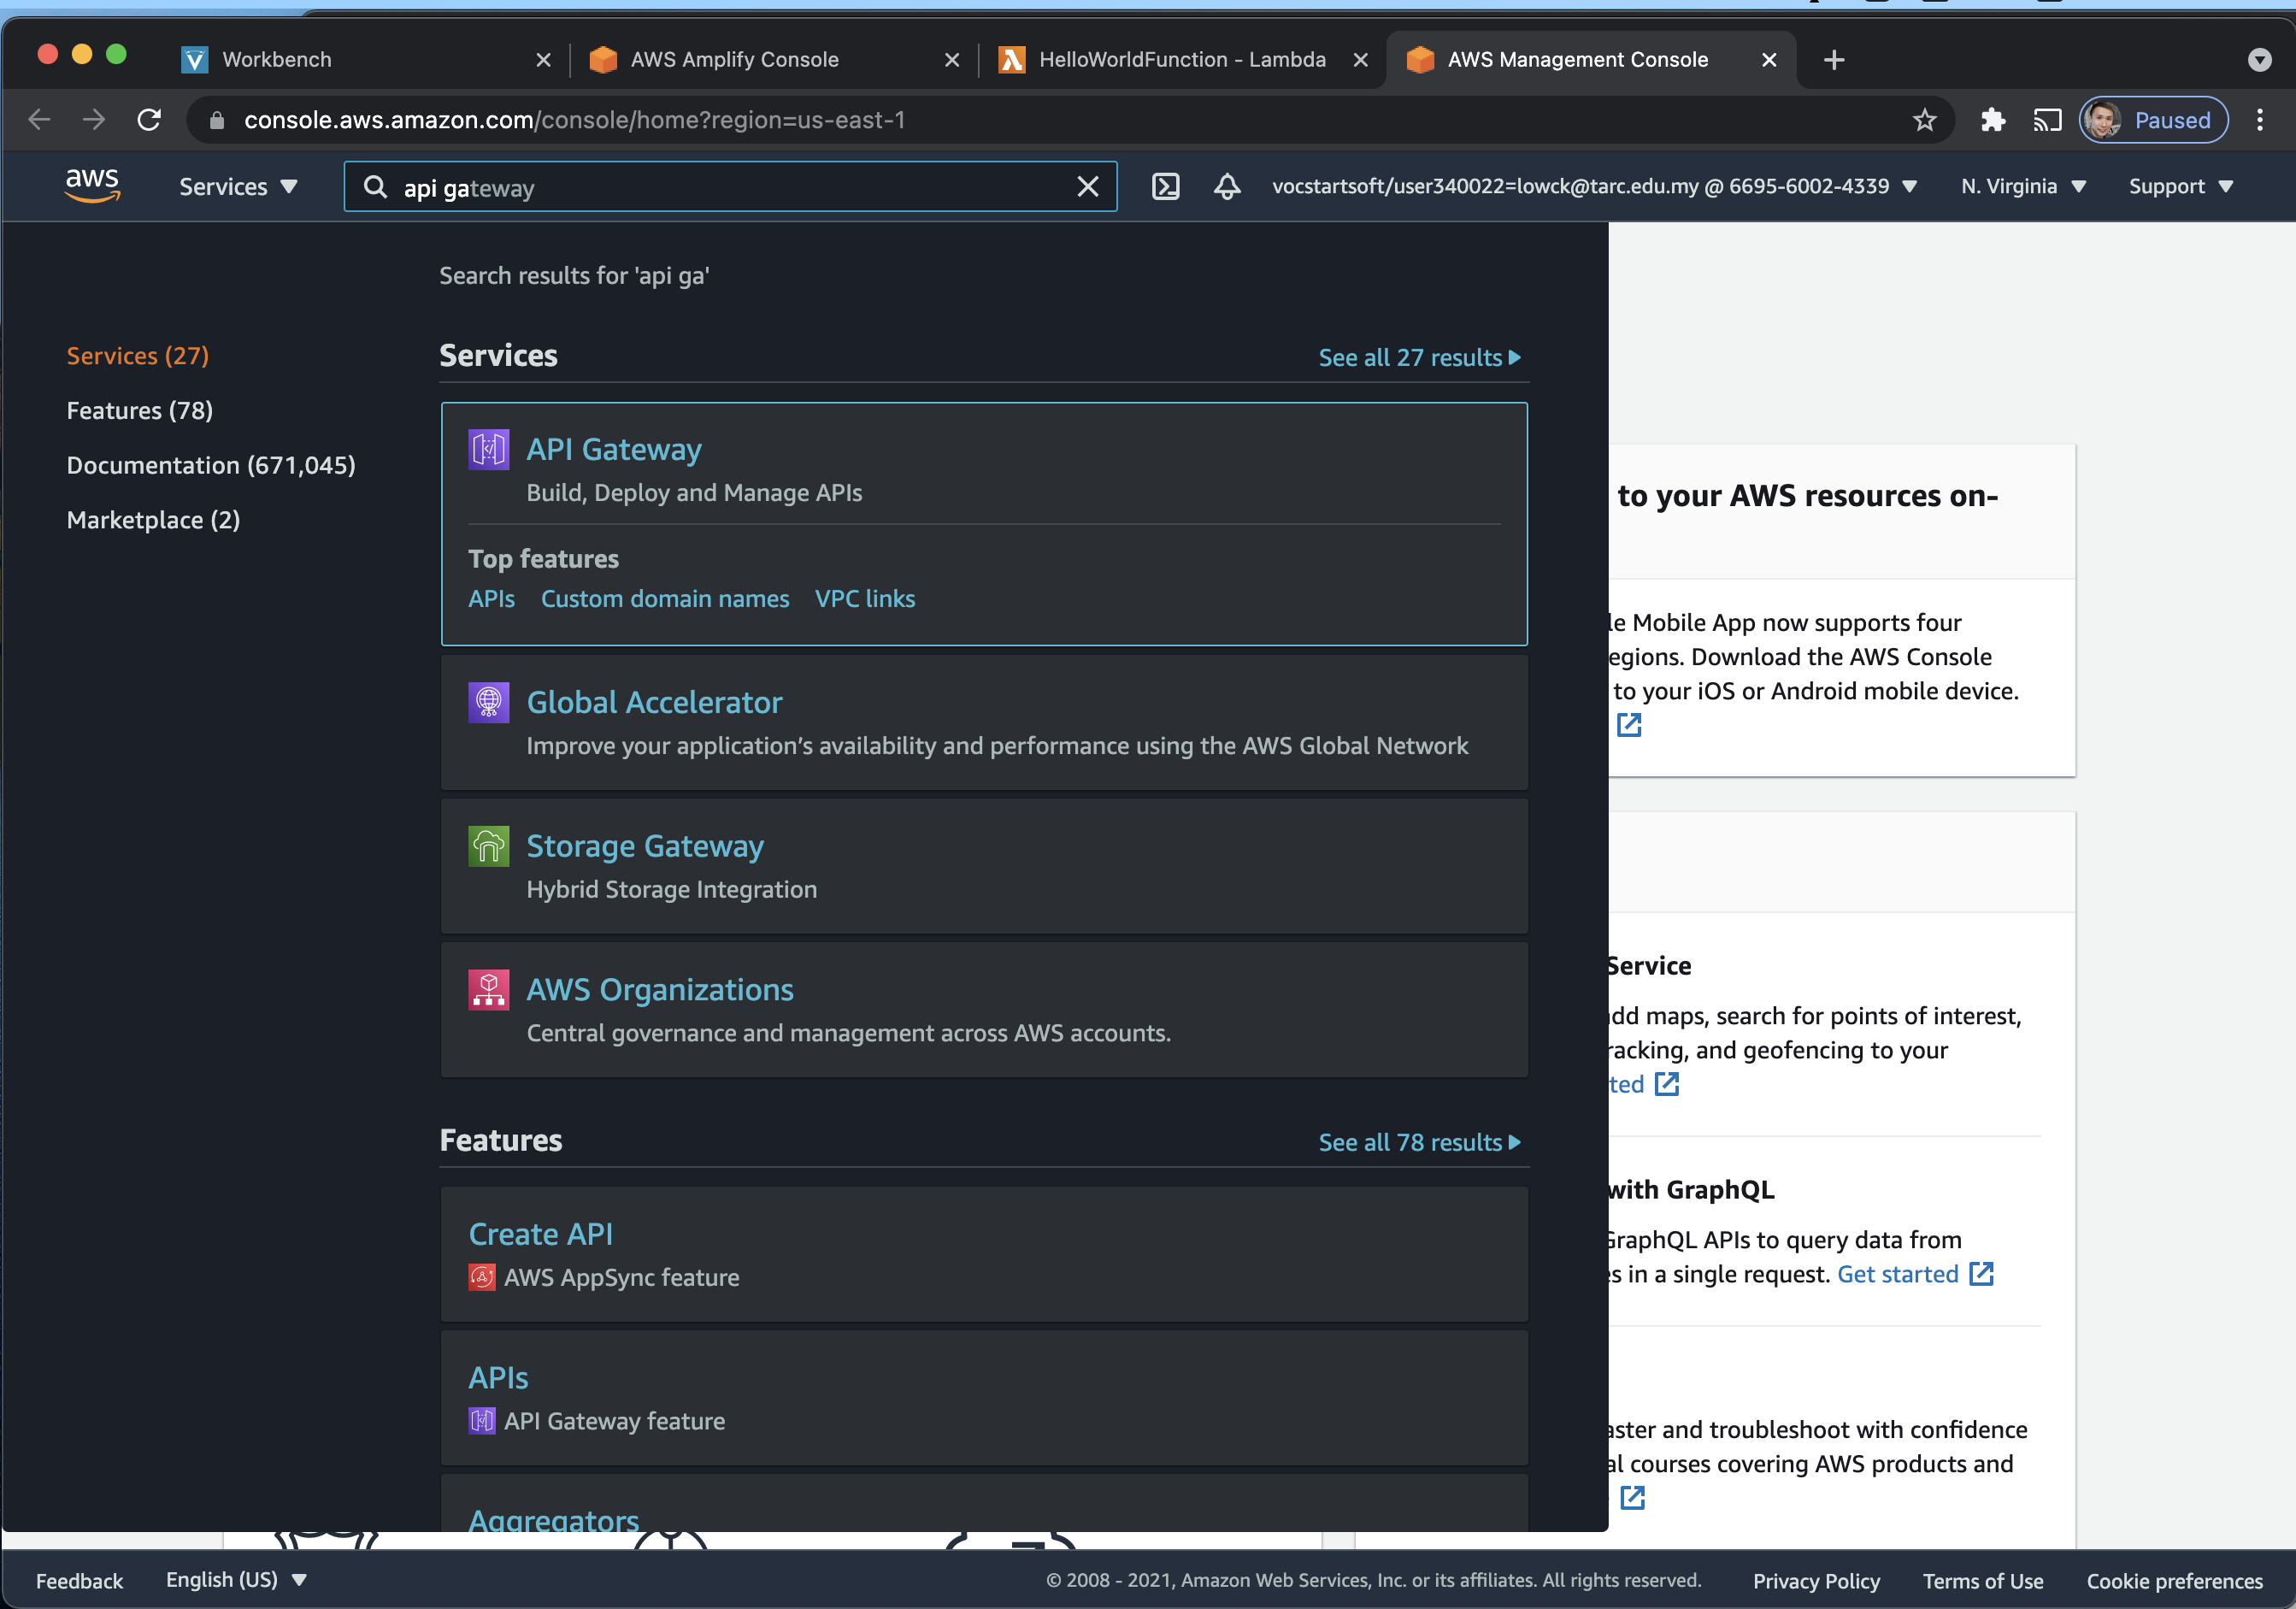 Workbench
AWS Amplify Console
HelloWorldFunction - Lambda
AWS Management Console
console.aws.amazon.com/console/home?region=us-east-1
Paused
aws
Services
api gateway
vocstartsoft/user340022=lowck@tarc.edu.my @ 6695-6002-4339
N. Virginia
Support
Search results for 'api ga'
Services (27)
Features (78)
Documentation (671,045)
Marketplace (2)
Services
See all 27 results
API Gateway
Build, Deploy and Manage APIs
Top features
APIs Custom domain names VPC links
Global Accelerator
Improve your application’s availability and performance using the AWS Global Network
Storage Gateway
Hybrid Storage Integration
AWS Organizations
Central governance and management across AWS accounts.
Features
See all 78 results
Create API
AWS AppSync feature
APIs
API Gateway feature
Aggregators
to your AWS resources on-
le Mobile App now supports four
egions. Download the AWS Console
to your iOS or Android mobile device.
Service
dd maps, search for points of interest,
racking, and geofencing to your
ted
with GraphQL
GraphQL APIs to query data from
s in a single request. Get started
aster and troubleshoot with confidence
al courses covering AWS products and
Feedback
English (US)
© 2008 - 2021, Amazon Web Services, Inc. or its affiliates. All rights reserved.
Privacy Policy
Terms of Use
Cookie preferences